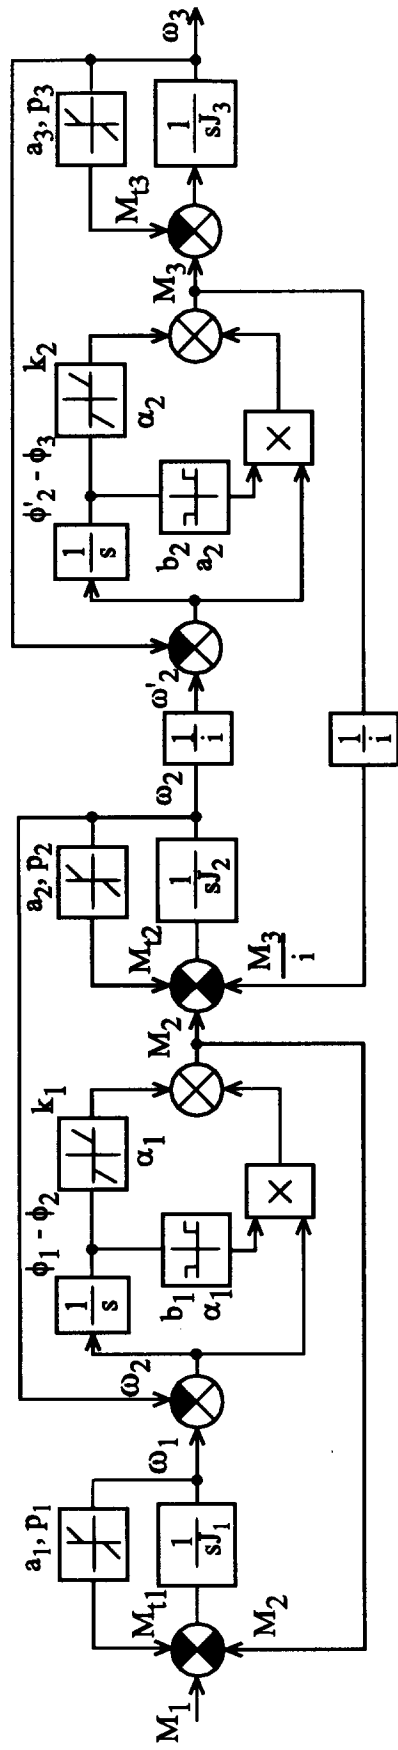 M₁
a₁, p₁
Mₜ₁
1
sJ₁
M₂
ω₁
ω₂
1
s
ϕ₁ - ϕ₂
b₁
α₁
k₁
α₁
×
M₂
a₂, p₂
Mₜ₂
1
sJ₂
M₃
i
ω₂
1
i
ω'₂
1
s
ϕ'₂ - ϕ₃
b₂
a₂
k₂
α₂
×
1
i
M₃
a₃, p₃
Mₜ₃
1
sJ₃
ω₃